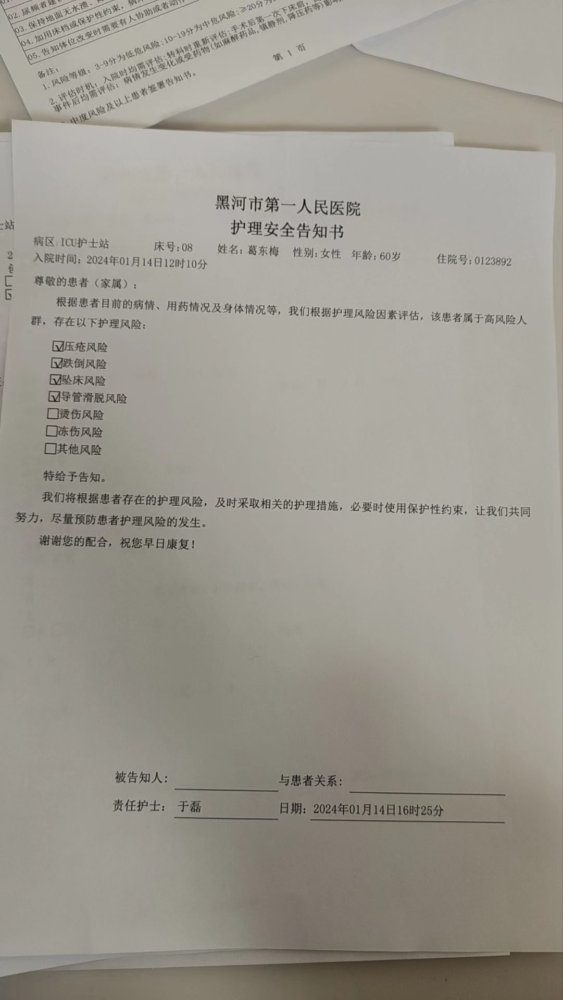 02.尿频者建议
03.保持地面无水渍、
04.加用床档或保护性约束，病床
05.告知体位改变时需要有人协助或者动作
备注：
1.风险等级：3-9分为低危风险；10-19分为中危风险；≥20分为
2.评估时机：入院时均需评估；转科时重新评估；手术后第一次下床前，
事件后均需评估；病情发生变化或受药物(如麻醉药品,镇静剂,降压药等)影响
中度风险及以上患者签署告知书。
第 1 页
黑河市第一人民医院
护理安全告知书
病区:ICU护士站 床号:08 姓名: 葛东梅 性别:女性 年龄:60岁 住院号:0123892
入院时间：2024年01月14日12时10分
尊敬的患者（家属）：
根据患者目前的病情、用药情况及身体情况等，我们根据护理风险因素评估，该患者属于高风险人
群，存在以下护理风险：
☑压疮风险
☑跌倒风险
☑坠床风险
☑导管滑脱风险
☐烫伤风险
☐冻伤风险
☐其他风险
特给予告知。
我们将根据患者存在的护理风险，及时采取相关的护理措施，必要时使用保护性约束，让我们共同
努力，尽量预防患者护理风险的发生。
谢谢您的配合，祝您早日康复！
被告知人： 与患者关系：
责任护士： 于磊 日期：2024年01月14日16时25分